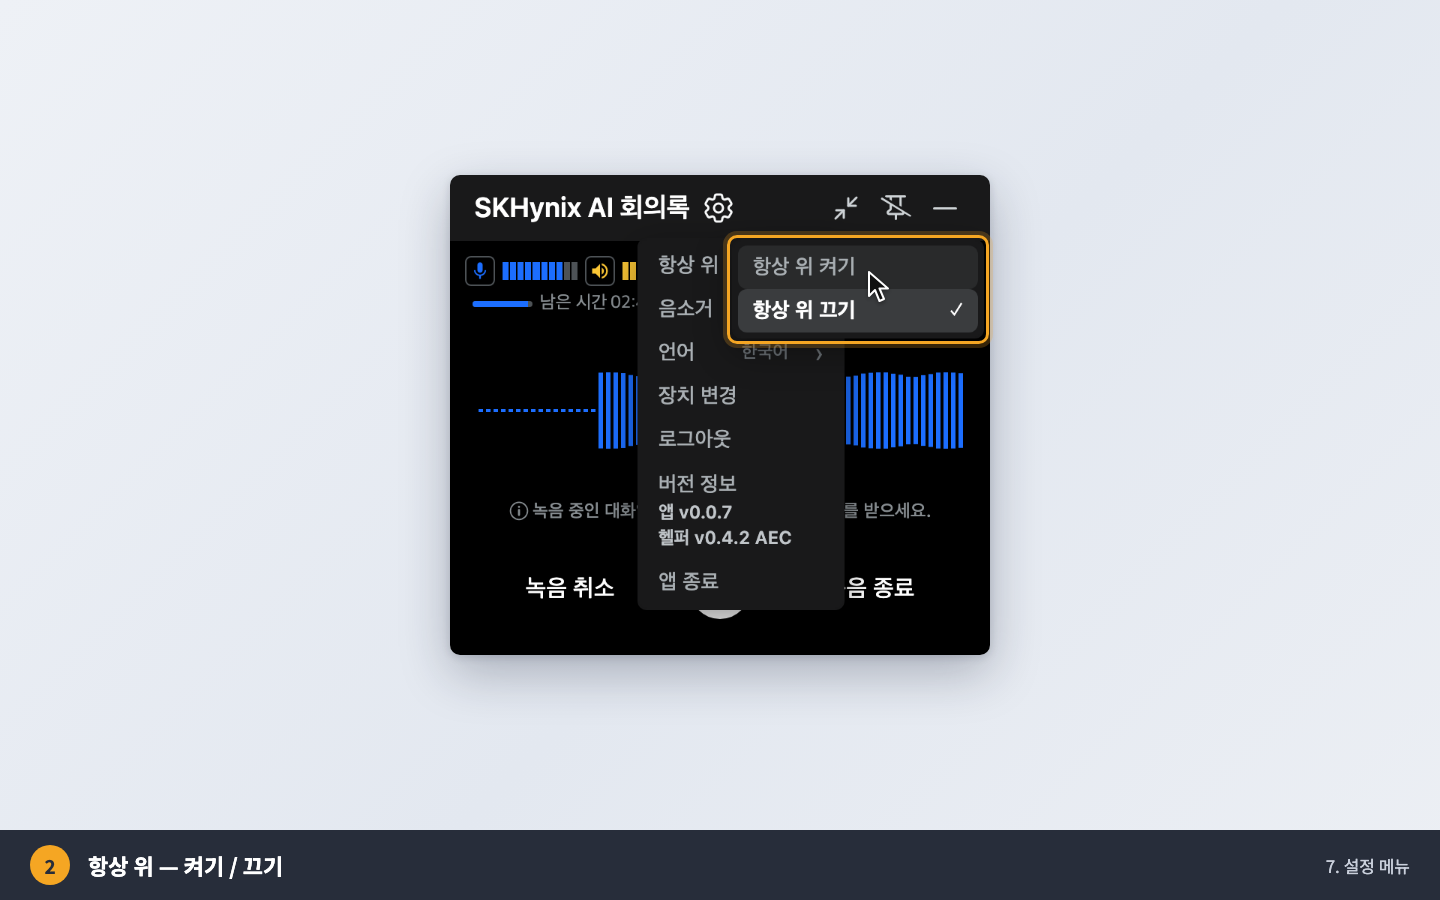 SKHynix AI 회의록
남은 시간 02:
항상 위
음소거
언어 한국어
장치 변경
로그아웃
버전 정보
앱 v0.0.7
헬퍼 v0.4.2 AEC
앱 종료
항상 위 켜기
항상 위 끄기
녹음 중인 대화
를 받으세요.
녹음 취소
음 종료
2 항상 위 — 켜기 / 끄기
7. 설정 메뉴